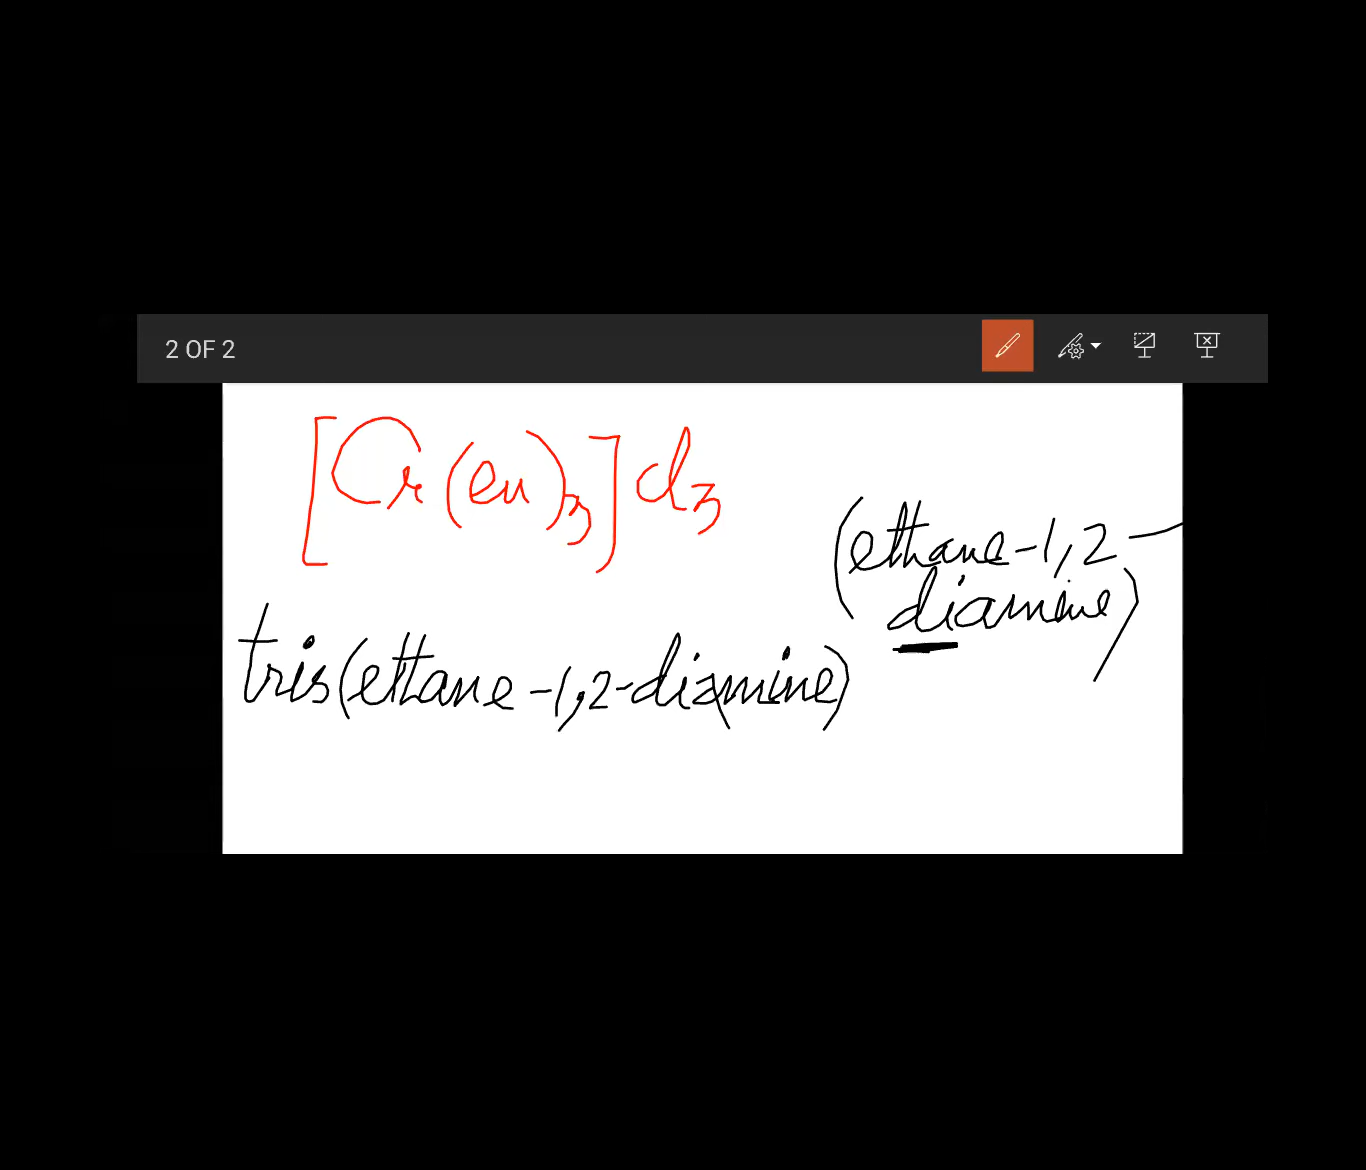 2 OF 2
[Cr(en)3]Cl3
(ethane-1,2-
diamine)
tris(ethane-1,2-diamine)